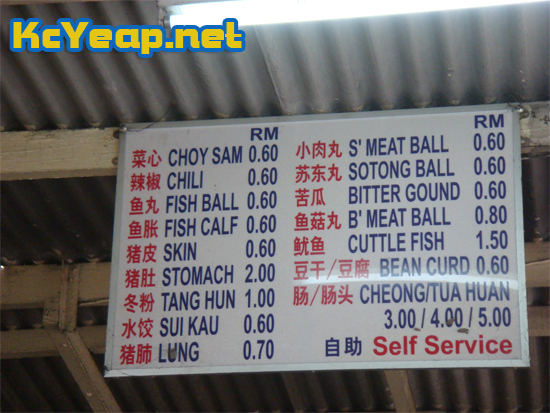 KcYeap.net
RM
菜心 CHOY SAM 0.60
辣椒 CHILI 0.60
鱼丸 FISH BALL 0.60
鱼胀 FISH CALF 0.60
猪皮 SKIN 0.60
猪肚 STOMACH 2.00
冬粉 TANG HUN 1.00
水饺 SUI KAU 0.60
猪肺 LUNG 0.70
RM
小肉丸 S' MEAT BALL 0.60
苏东丸 SOTONG BALL 0.60
苦瓜 BITTER GOUND 0.60
鱼菇丸 B' MEAT BALL 0.80
鱿鱼 CUTTLE FISH 1.50
豆干/豆腐 BEAN CURD 0.60
肠/肠头 CHEONG/TUA HUAN
3.00 / 4.00 / 5.00
自助 Self Service